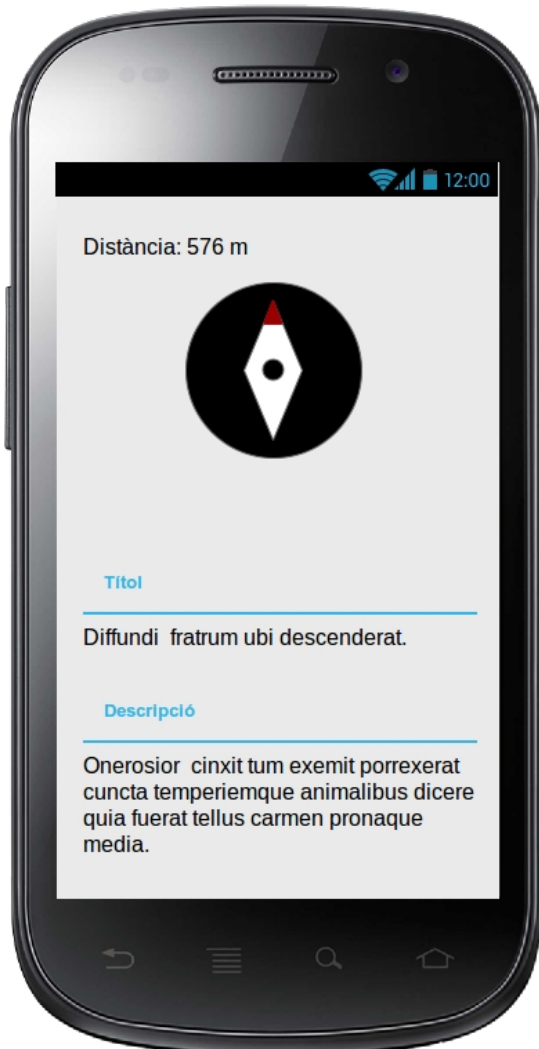 12:00
Distància: 576 m
Títol
Diffundi  fratrum ubi descenderat.
Descripció
Onerosior  cinxit tum exemit porrexerat
cuncta temperiemque animalibus dicere
quia fuerat tellus carmen pronaque
media.